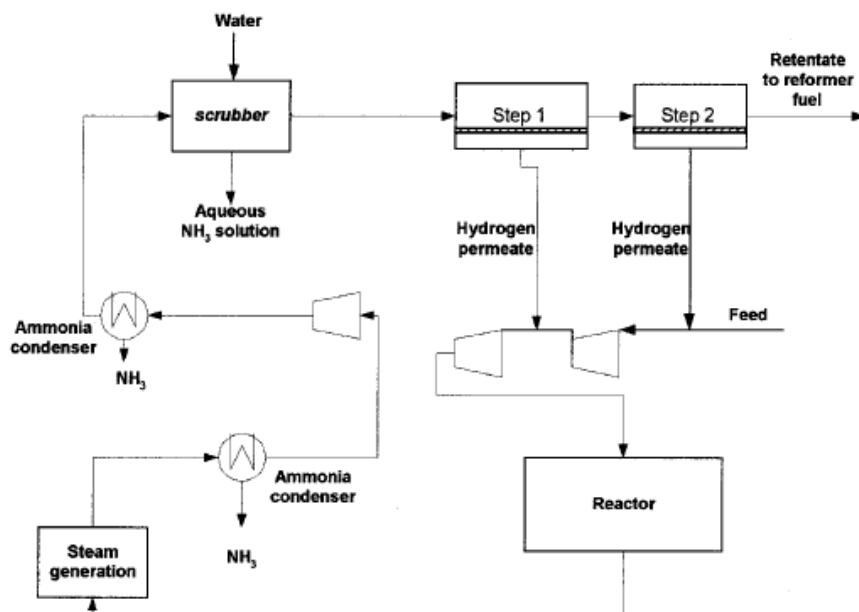 Water
Retentate
to reformer
fuel
scrubber
Step 1
Step 2
Aqueous
NH₃ solution
Hydrogen
permeate
Hydrogen
permeate
Feed
Ammonia
condenser
NH₃
Ammonia
condenser
Reactor
Steam
generation
NH₃